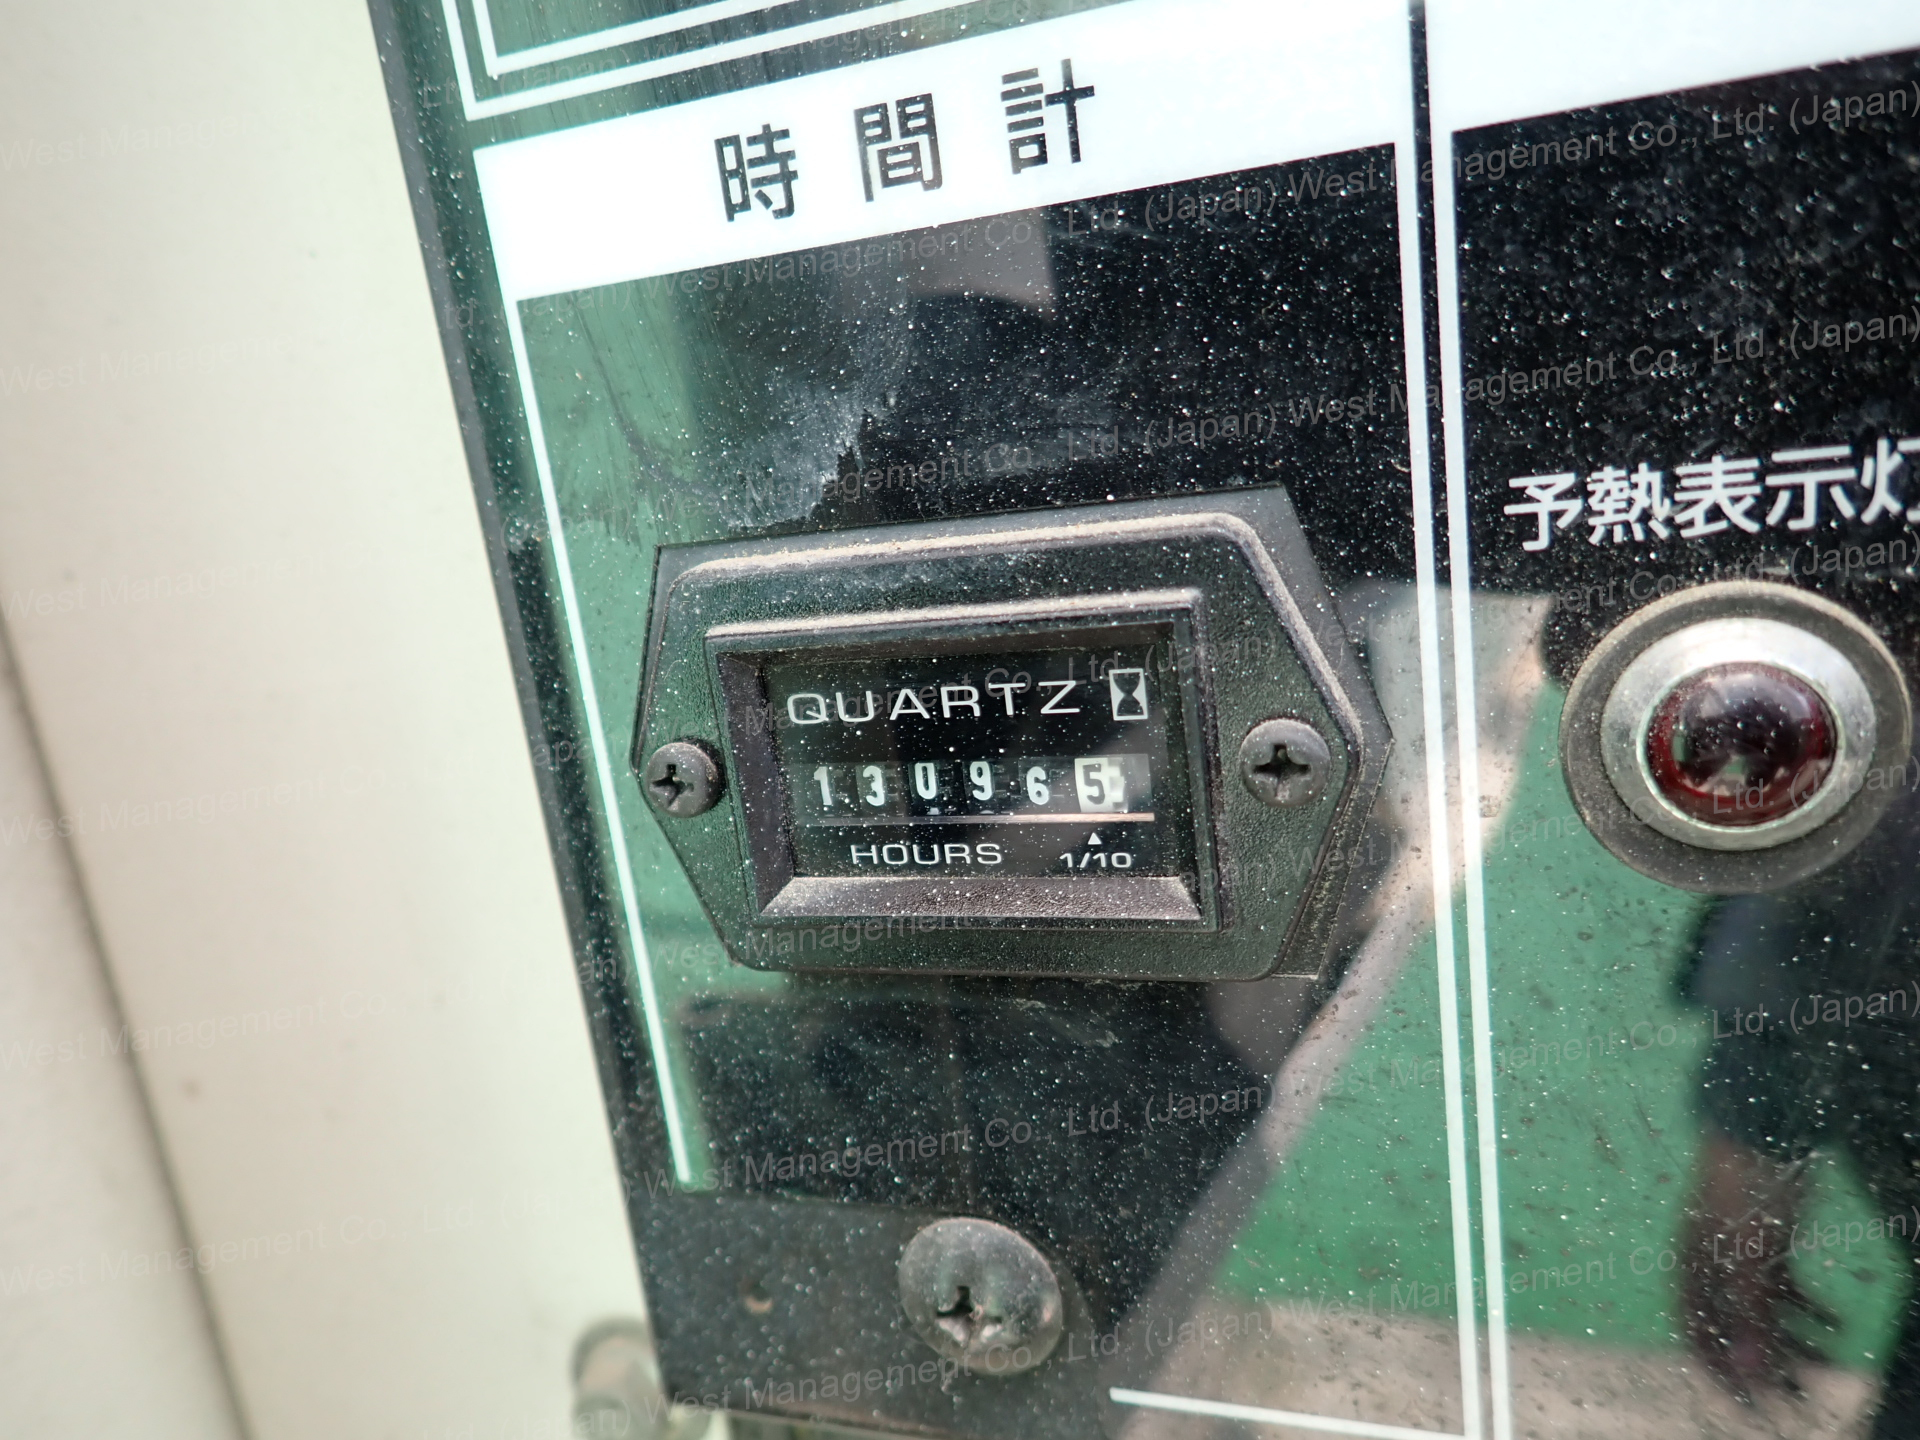 時間計
予熱表示灯
QUARTZ
130965
HOURS 1/10
West Management Co., Ltd. (Japan)